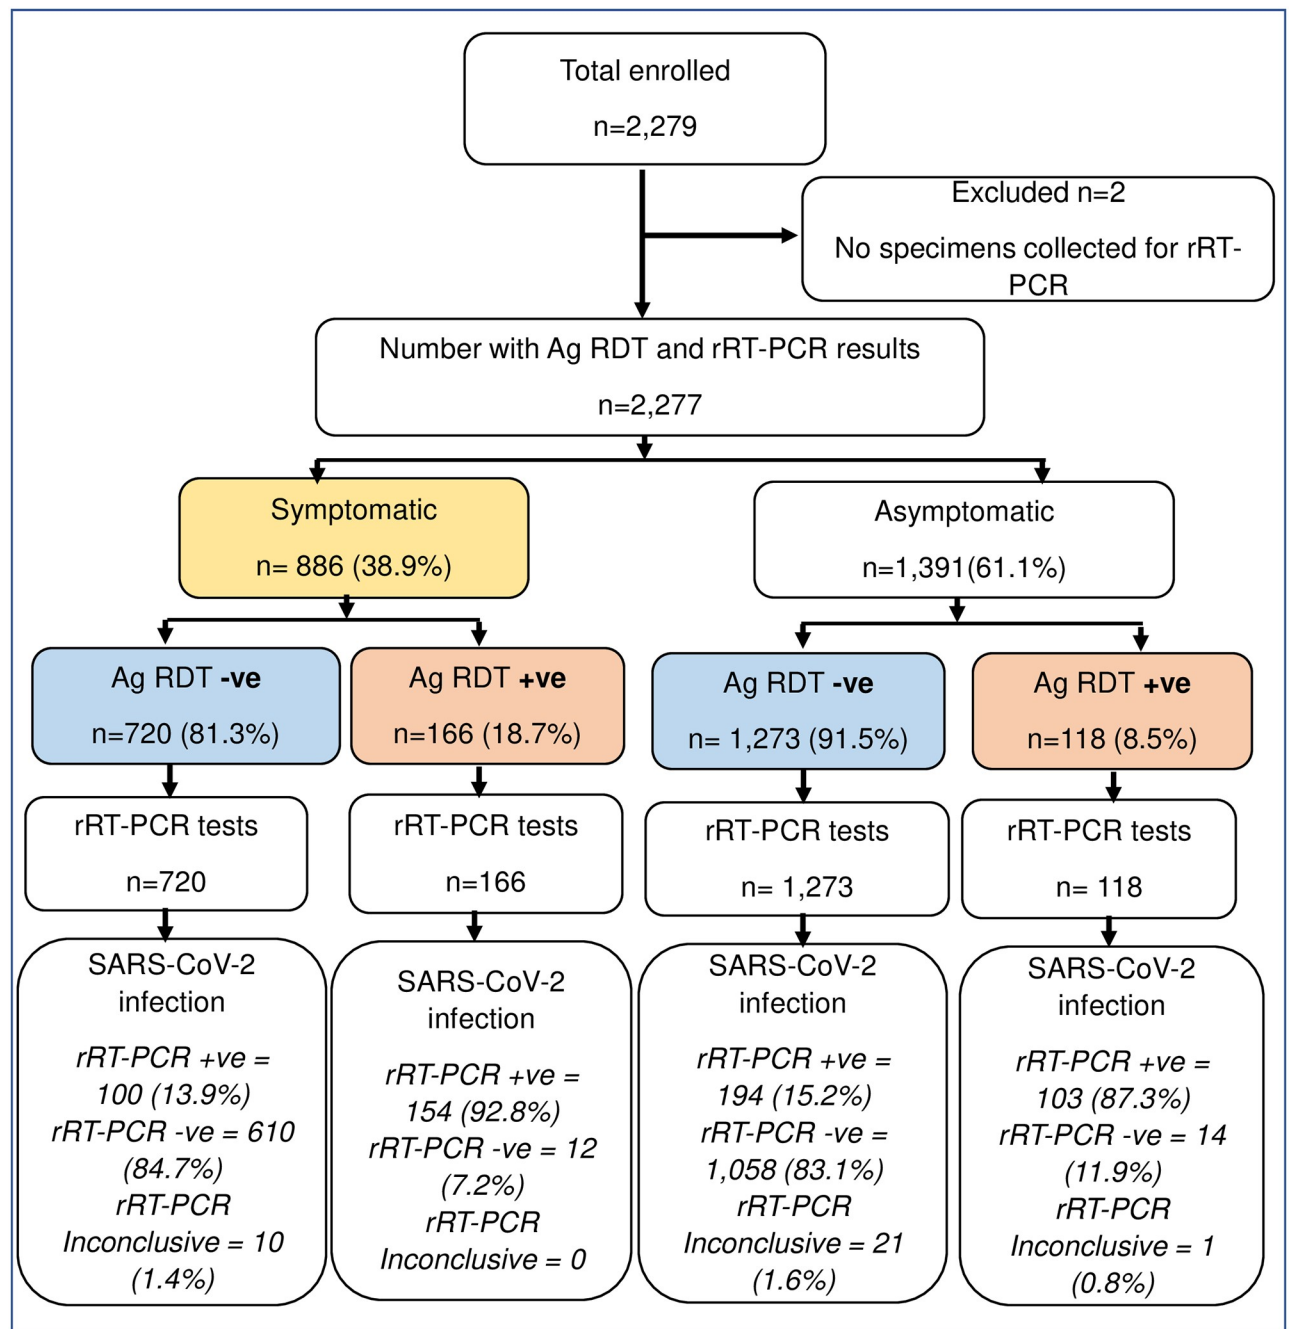 Total enrolled
n=2,279
Excluded n=2
No specimens collected for rRT-
PCR
Number with Ag RDT and rRT-PCR results
n=2,277
Symptomatic
n= 886 (38.9%)
Asymptomatic
n=1,391(61.1%)
Ag RDT -ve
n=720 (81.3%)
Ag RDT +ve
n=166 (18.7%)
Ag RDT -ve
n= 1,273 (91.5%)
Ag RDT +ve
n=118 (8.5%)
rRT-PCR tests
n=720
rRT-PCR tests
n=166
rRT-PCR tests
n= 1,273
rRT-PCR tests
n= 118
SARS-CoV-2
infection
rRT-PCR +ve =
100 (13.9%)
rRT-PCR -ve = 610
(84.7%)
rRT-PCR
Inconclusive = 10
(1.4%)
SARS-CoV-2
infection
rRT-PCR +ve =
154 (92.8%)
rRT-PCR -ve = 12
(7.2%)
rRT-PCR
Inconclusive = 0
SARS-CoV-2
infection
rRT-PCR +ve =
194 (15.2%)
rRT-PCR -ve =
1,058 (83.1%)
rRT-PCR
Inconclusive = 21
(1.6%)
SARS-CoV-2
infection
rRT-PCR +ve =
103 (87.3%)
rRT-PCR -ve = 14
(11.9%)
rRT-PCR
Inconclusive = 1
(0.8%)